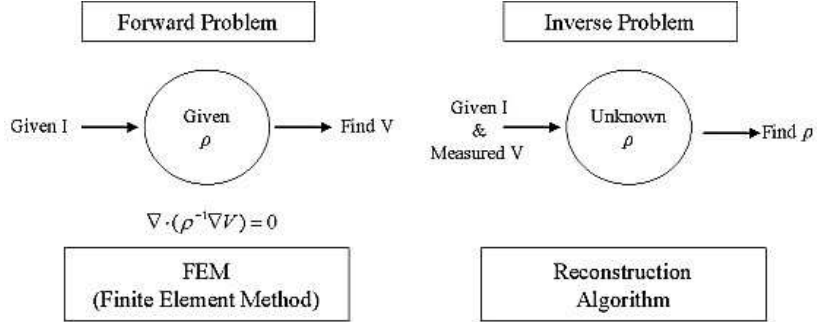 Forward Problem
Given I
Given
ρ
Find V
∇·(ρ⁻¹∇V)=0
FEM
(Finite Element Method)
Inverse Problem
Given I
&
Measured V
Unknown
ρ
Find ρ
Reconstruction
Algorithm